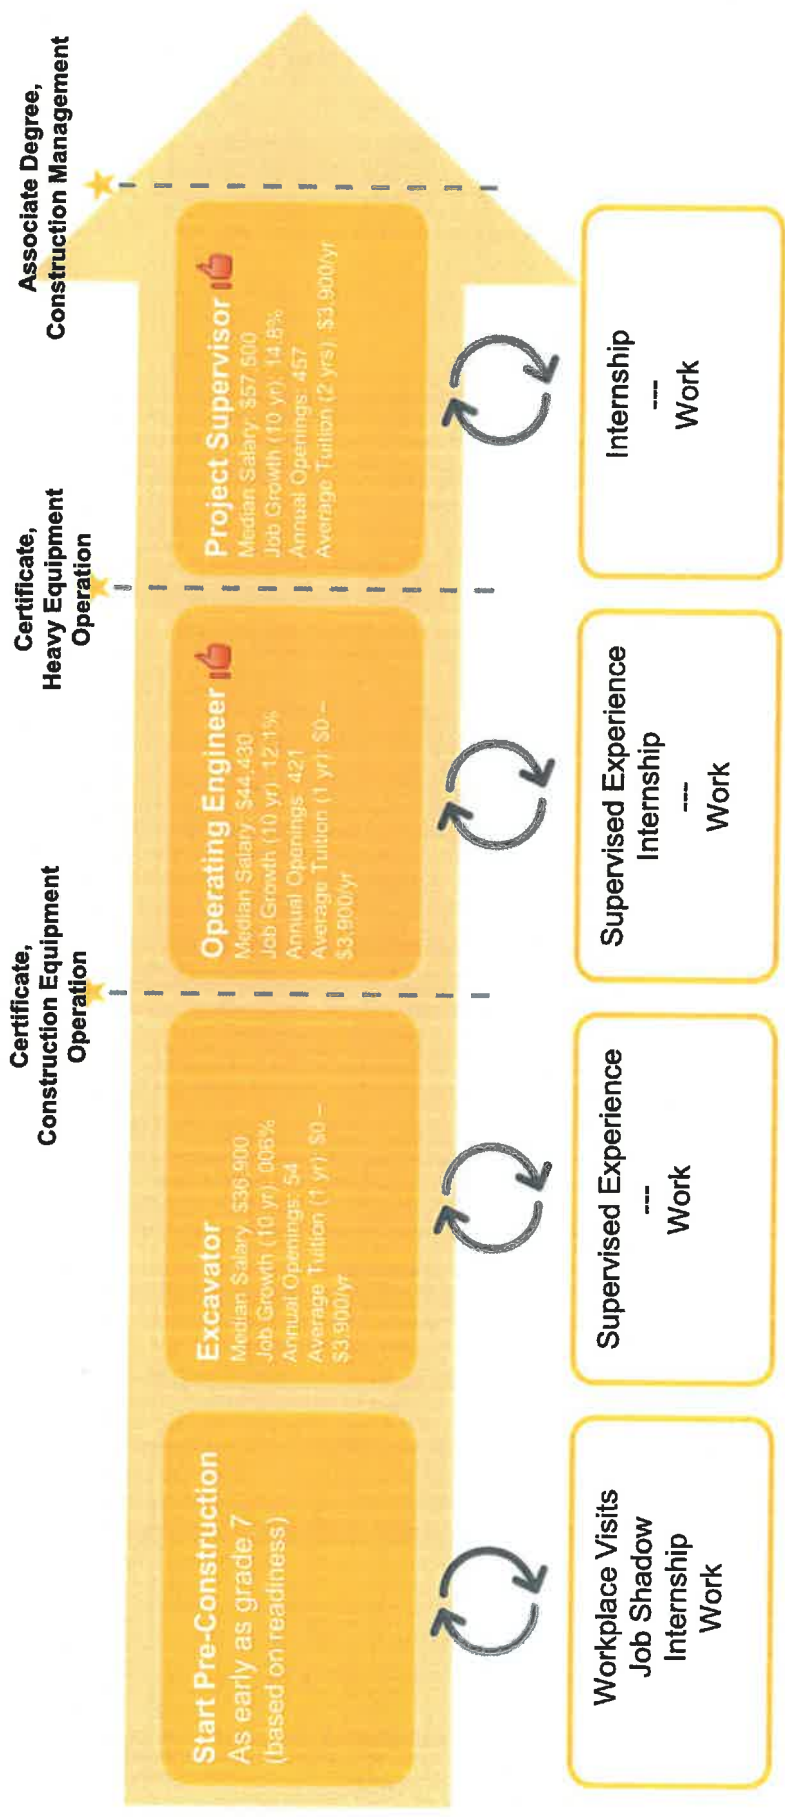 Certificate,
Construction Equipment
Operation
Certificate,
Heavy Equipment
Operation
Associate Degree,
Construction Management
Start Pre-Construction
As early as grade 7
(based on readiness)
Excavator
Median Salary: $36,900
Job Growth (10 yr): .006%
Annual Openings: 54
Average Tuition (1 yr): $0 –
$3,900/yr
Operating Engineer
Median Salary: $44,430
Job Growth (10 yr): 12.1%
Annual Openings: 421
Average Tuition (1 yr): $0 –
$3,900/yr
Project Supervisor
Median Salary: $57,500
Job Growth (10 yr): 14.8%
Annual Openings: 457
Average Tuition (2 yrs): $3,900/yr
Workplace Visits
Job Shadow
Internship
Work
Supervised Experience
---
Work
Supervised Experience
Internship
---
Work
Internship
---
Work